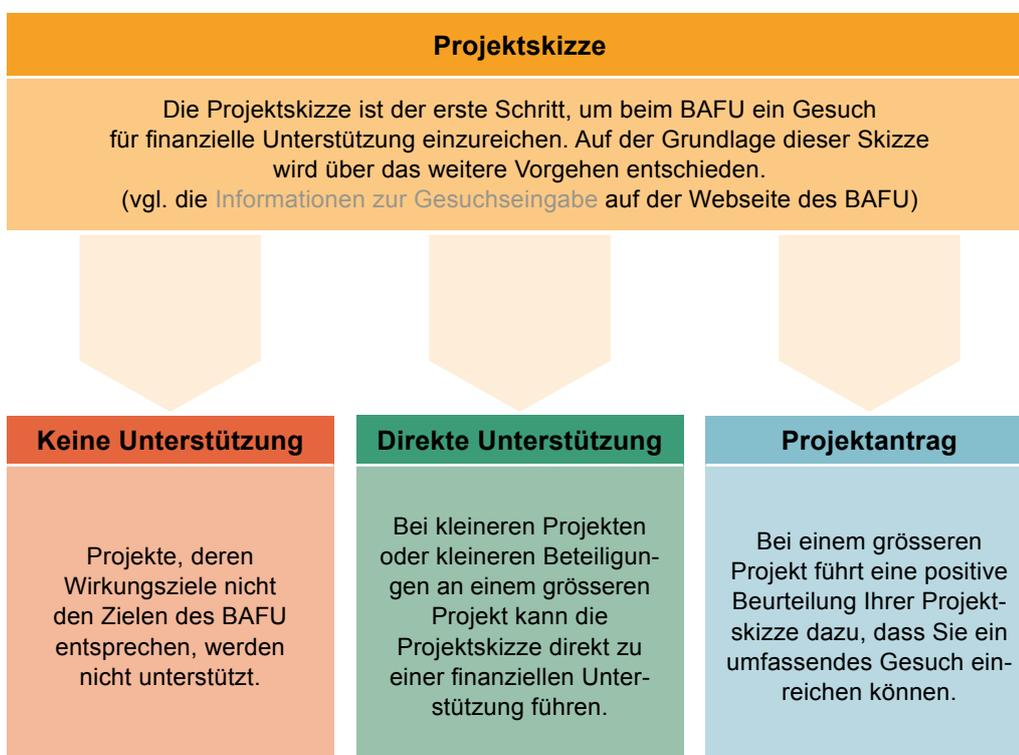 Projektskizze
Die Projektskizze ist der erste Schritt, um beim BAFU ein Gesuch
für finanzielle Unterstützung einzureichen. Auf der Grundlage dieser Skizze
wird über das weitere Vorgehen entschieden.
(vgl. die Informationen zur Gesuchseingabe auf der Webseite des BAFU)
Keine Unterstützung
Projekte, deren
Wirkungsziele nicht
den Zielen des BAFU
entsprechen, werden
nicht unterstützt.
Direkte Unterstützung
Bei kleineren Projekten
oder kleineren Beteiligun-
gen an einem grösseren
Projekt kann die
Projektskizze direkt zu
einer finanziellen Unter-
stützung führen.
Projektantrag
Bei einem grösseren
Projekt führt eine positive
Beurteilung Ihrer Projekt-
skizze dazu, dass Sie ein
umfassendes Gesuch ein-
reichen können.